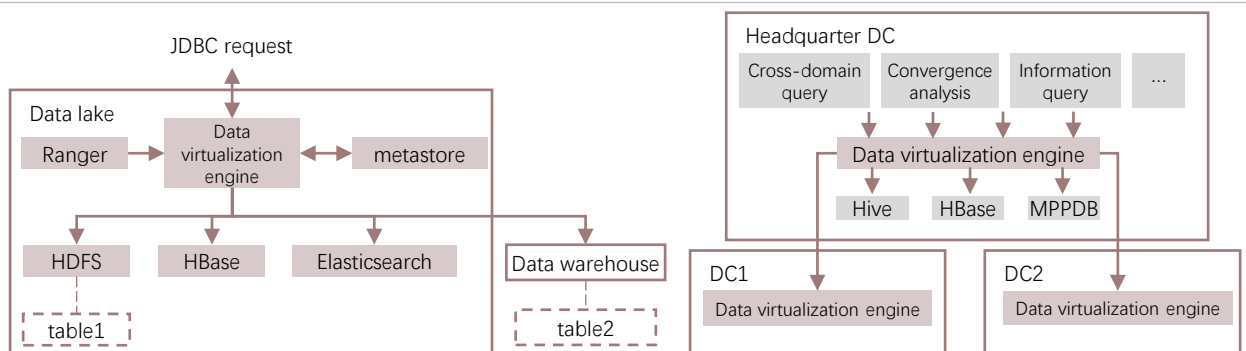 JDBC request
Data lake
Ranger
Data
virtualization
engine
metastore
HDFS
HBase
Elasticsearch
Data warehouse
table1
table2
Headquarter DC
Cross-domain
query
Convergence
analysis
Information
query
...
Data virtualization engine
Hive
HBase
MPPDB
DC1
Data virtualization engine
DC2
Data virtualization engine